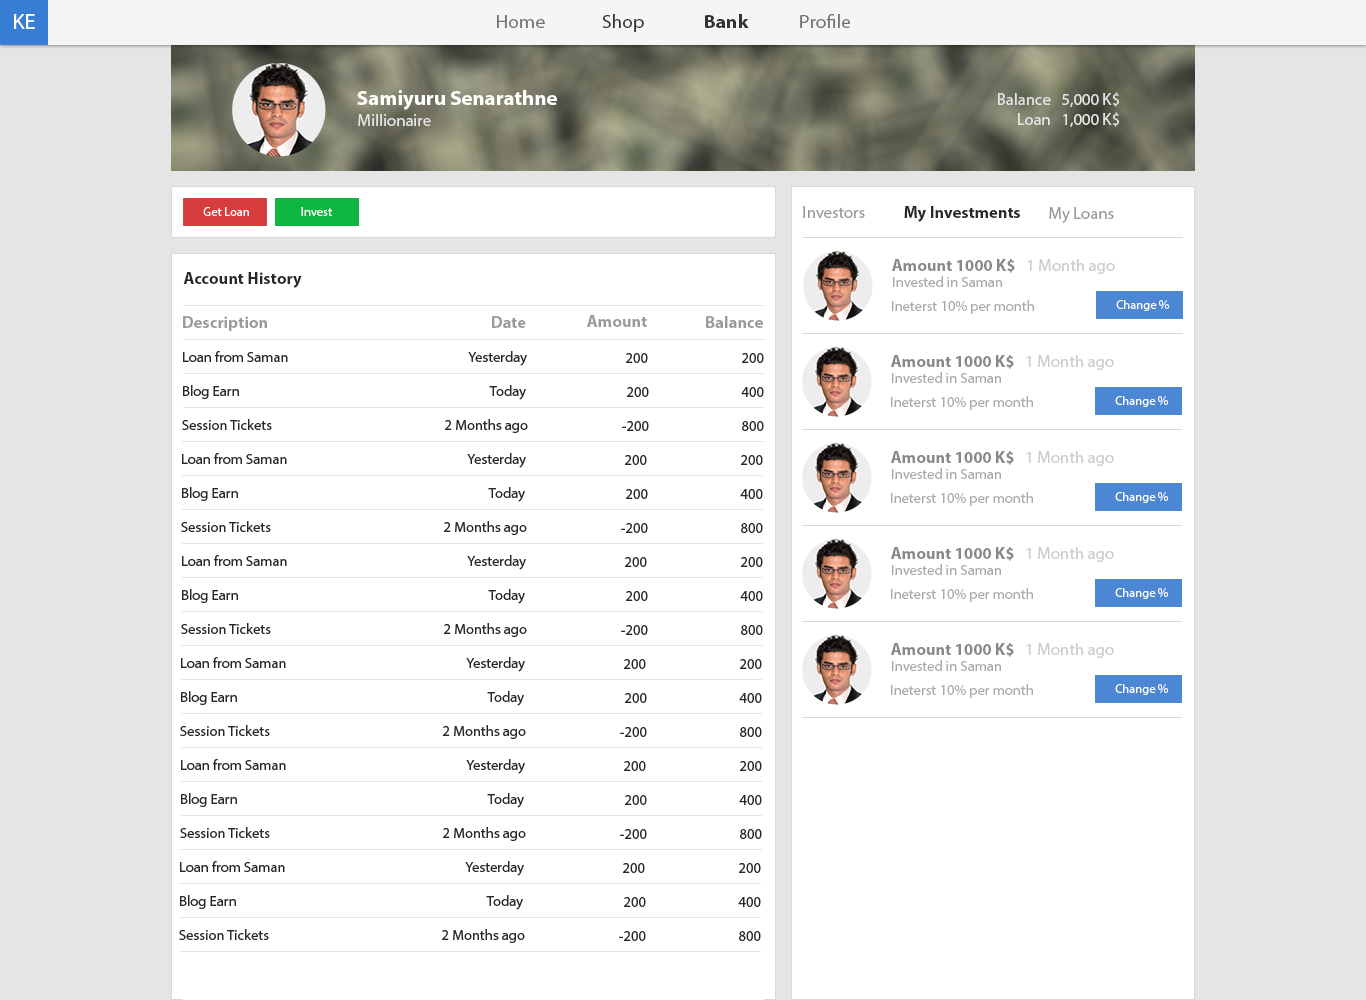 KE Home Shop Bank Profile
Samiyuru Senarathne
Millionaire
Balance 5,000 K$
Loan 1,000 K$
Get Loan Invest
Account History
Description Date Amount Balance
Loan from Saman Yesterday 200 200
Blog Earn Today 200 400
Session Tickets 2 Months ago -200 800
Loan from Saman Yesterday 200 200
Blog Earn Today 200 400
Session Tickets 2 Months ago -200 800
Loan from Saman Yesterday 200 200
Blog Earn Today 200 400
Session Tickets 2 Months ago -200 800
Loan from Saman Yesterday 200 200
Blog Earn Today 200 400
Session Tickets 2 Months ago -200 800
Loan from Saman Yesterday 200 200
Blog Earn Today 200 400
Session Tickets 2 Months ago -200 800
Loan from Saman Yesterday 200 200
Blog Earn Today 200 400
Session Tickets 2 Months ago -200 800
Investors My Investments My Loans
Amount 1000 K$ 1 Month ago
Invested in Saman
Ineterst 10% per month Change %
Amount 1000 K$ 1 Month ago
Invested in Saman
Ineterst 10% per month Change %
Amount 1000 K$ 1 Month ago
Invested in Saman
Ineterst 10% per month Change %
Amount 1000 K$ 1 Month ago
Invested in Saman
Ineterst 10% per month Change %
Amount 1000 K$ 1 Month ago
Invested in Saman
Ineterst 10% per month Change %